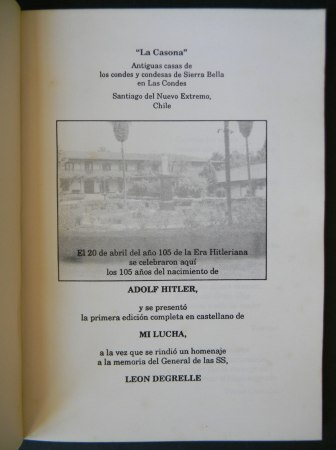 "La Casona"
Antiguas casas de
los condes y condesas de Sierra Bella
en Las Condes
Santiago del Nuevo Extremo,
Chile
El 20 de abril del año 105 de la Era Hitleriana
se celebraron aquí
los 105 años del nacimiento de
ADOLF HITLER,
y se presentó
la primera edición completa en castellano de
MI LUCHA,
a la vez que se rindió un homenaje
a la memoria del General de las SS,
LEON DEGRELLE